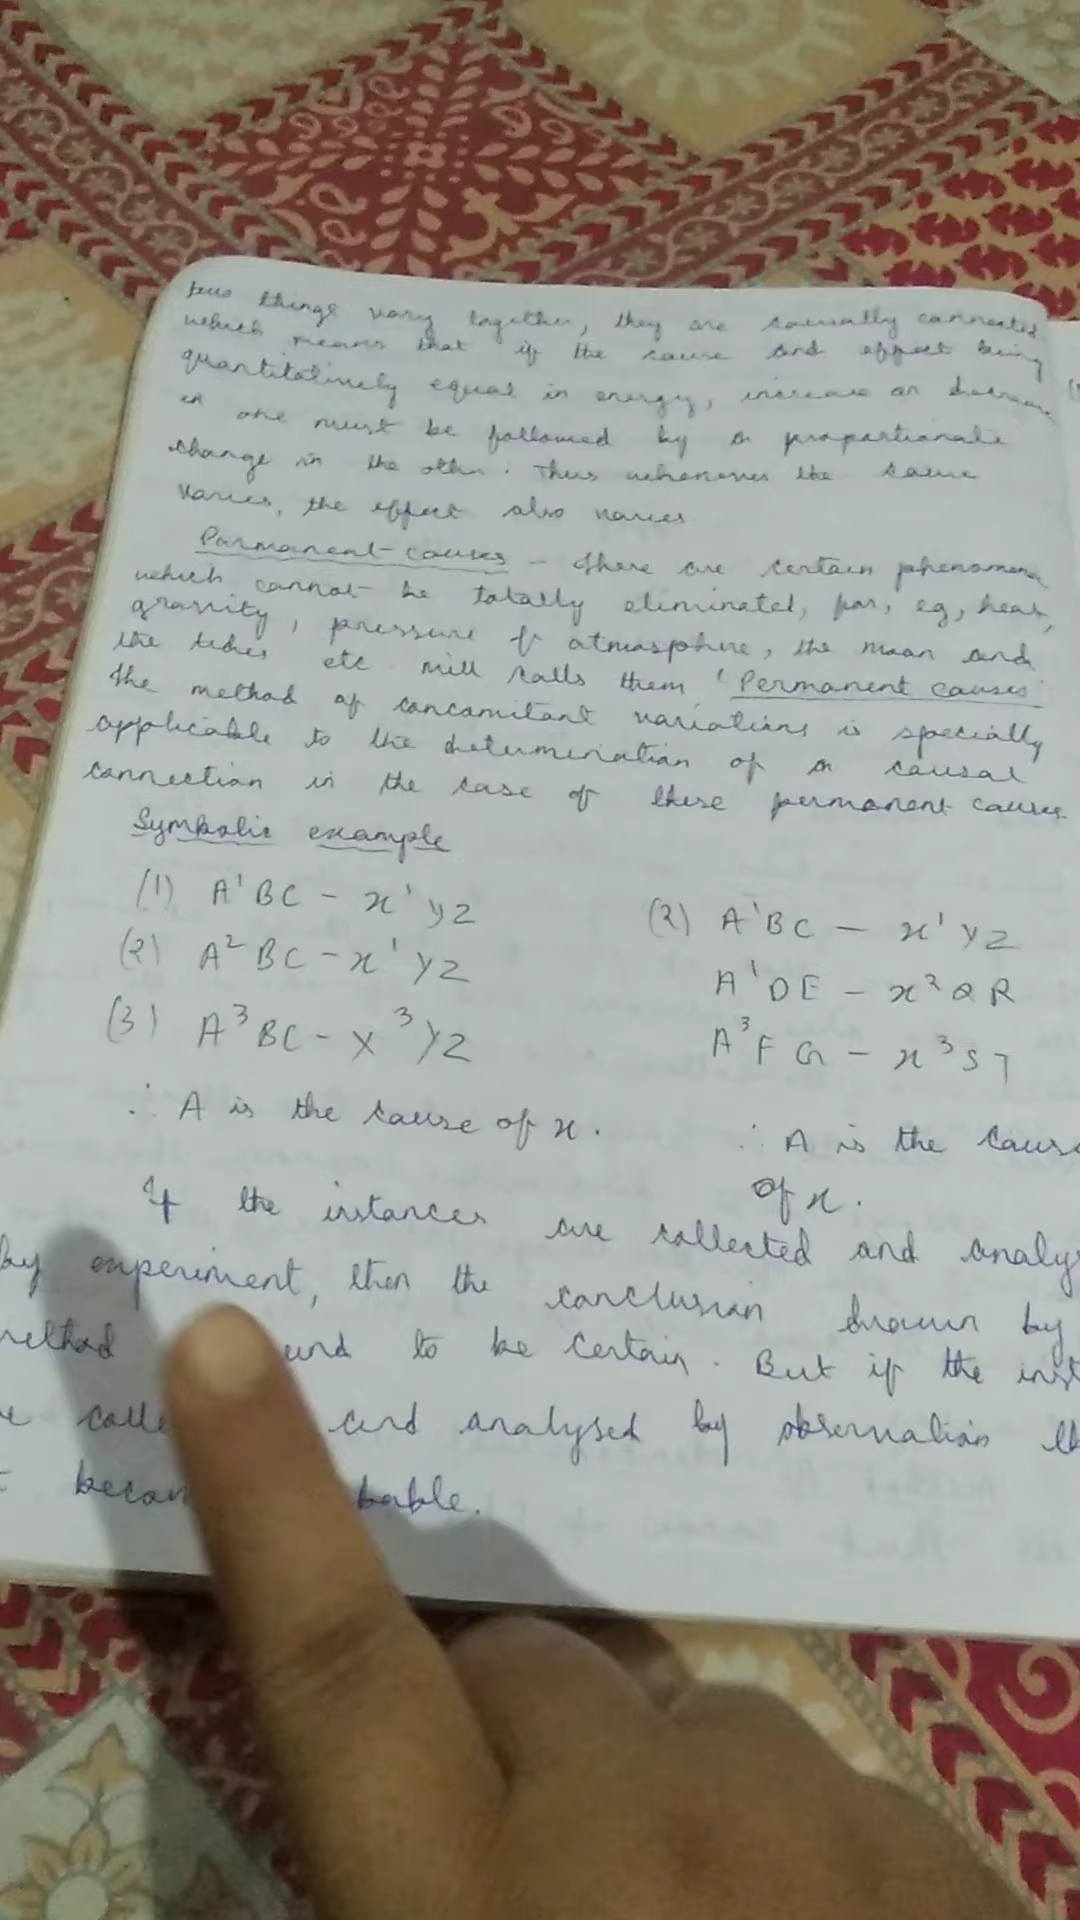 two things vary together, they are causally connected
which means that if the cause and effect being
quantitatively equal in energy, increase or decrease
in one must be followed by a proportionate
change in the other. Thus whenever the cause
varies, the effect also varies
Parmanent causes - There are certain phenomena
which cannot be totally eliminated, for, eg, heat,
gravity, pressure of atmosphere, the moon and
the tides etc. mill calls them 'Permanent causes'
The method of concomitant variations is specially
applicable to the determination of a causal
connection in the case of these permanent causes
Symbolic example
(1) A¹BC - x¹yz
(2) A²BC - x¹yz
(3) A³BC - X³YZ
∴ A is the cause of x.
(2) A¹BC - x¹YZ
A¹DE - x²QR
A³FG - x³ST
∴ A is the cause
of x.
If the instances are collected and analys
by experiment, then the conclusion drawn by
to be certain. But if the inst
and analysed by observation